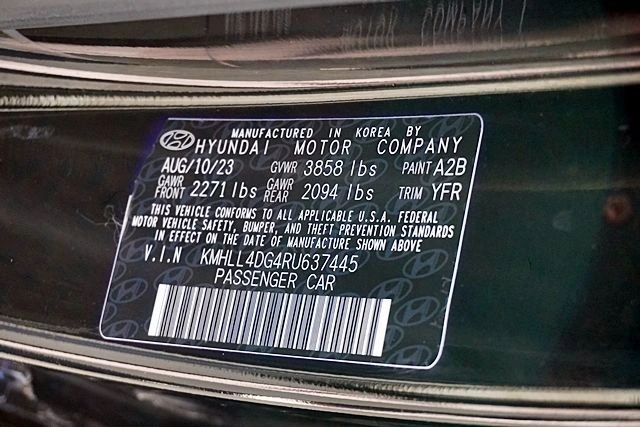 MANUFACTURED IN KOREA BY
HYUNDAI MOTOR COMPANY
AUG/10/23 GVWR 3858 lbs PAINT A2B
GAWR FRONT 2271 lbs GAWR REAR 2094 lbs TRIM YFR
THIS VEHICLE CONFORMS TO ALL APPLICABLE U.S.A. FEDERAL
MOTOR VEHICLE SAFETY, BUMPER, AND THEFT PREVENTION STANDARDS
IN EFFECT ON THE DATE OF MANUFACTURE SHOWN ABOVE
V.I.N KMHLL4DG4RU637445
PASSENGER CAR